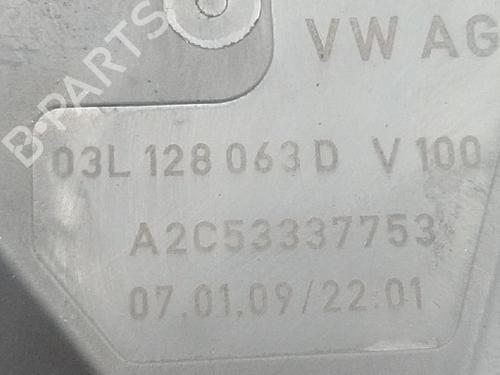 VW AG
B-PARTS
03L 128 063 D V 100
A2C53337753
07.01.09/22:01